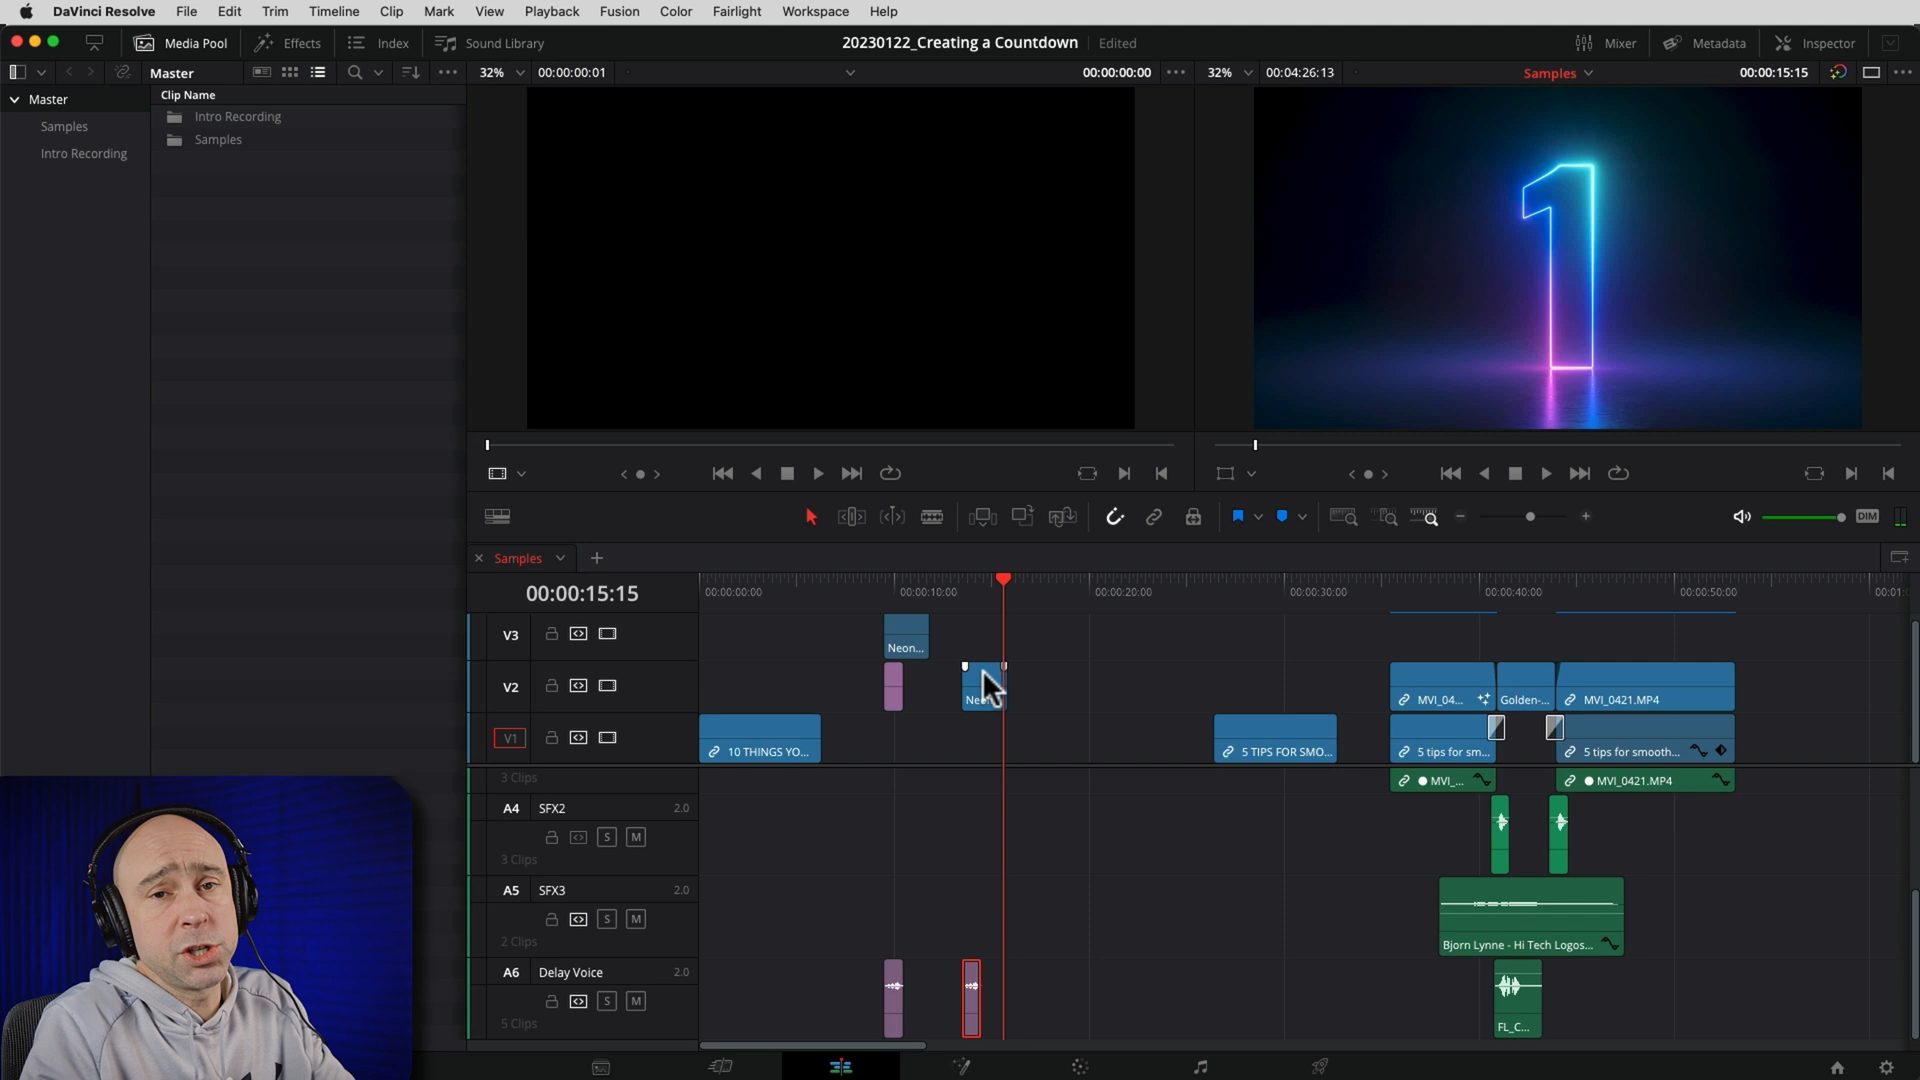 DaVinci Resolve File Edit Trim Timeline Clip Mark View Playback Fusion Color Fairlight Workspace Help
Media Pool Effects Index Sound Library 20230122_Creating a Countdown Edited Mixer Metadata Inspector
Master 32% 00:00:00:01 00:00:00:00 32% 00:04:26:13 Samples 00:00:15:15
Master Clip Name
Samples
Intro Recording
Intro Recording
Samples
1
DIM
Samples
00:00:15:15 00:00:00:00 00:00:10:00 00:00:20:00 00:00:30:00 00:00:40:00 00:00:50:00 00:01:
V3
Neon...
V2
MVI_04... Golden-... MVI_0421.MP4
V1
10 THINGS YO... 5 TIPS FOR SMO... 5 tips for sm... 5 tips for smooth...
3 Clips
MVI_... MVI_0421.MP4
A4 SFX2 2.0
S M
3 Clips
A5 SFX3 2.0
S M
2 Clips
Bjorn Lynne - Hi Tech Logos...
A6 Delay Voice 2.0
S M
5 Clips
FL_C...